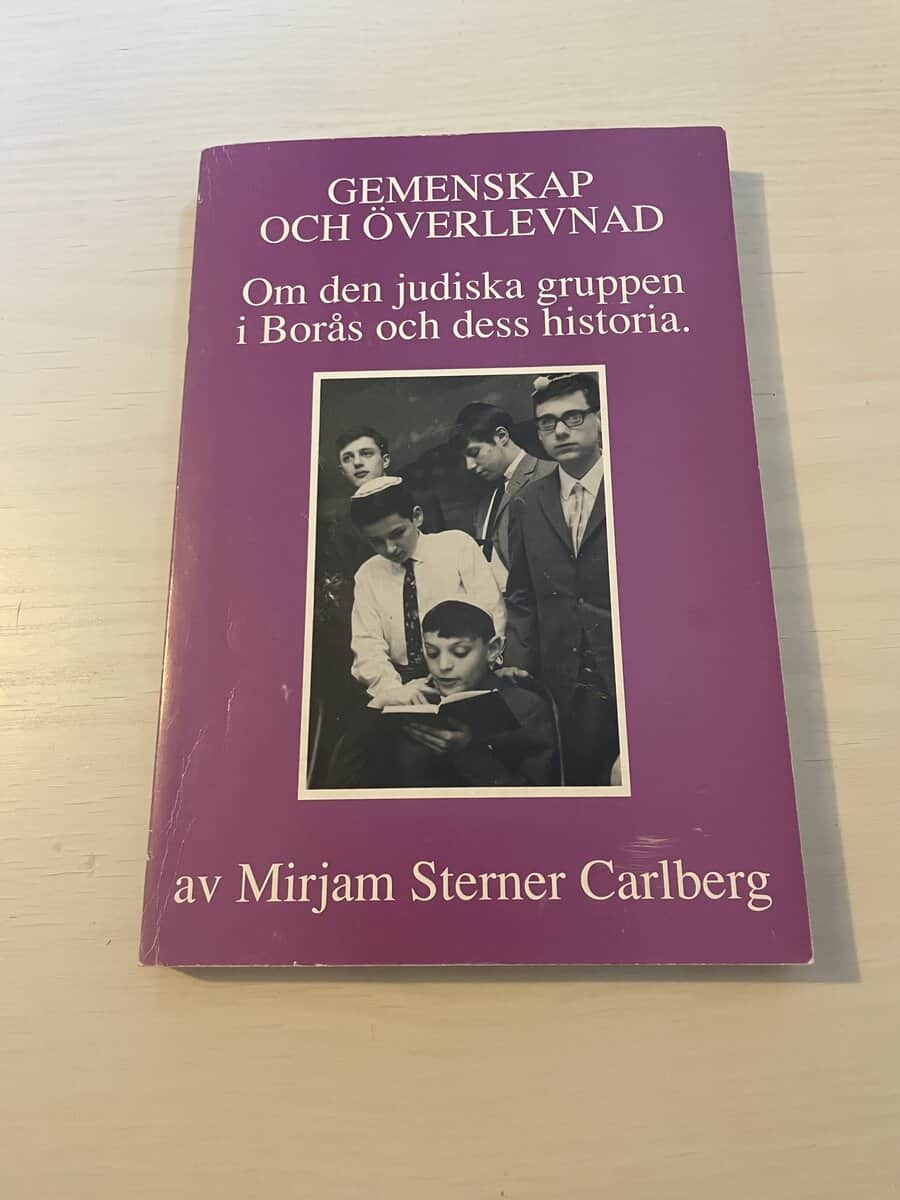 GEMENSKAP
OCH ÖVERLEVNAD
Om den judiska gruppen
i Borås och dess historia.
av Mirjam Sterner Carlberg